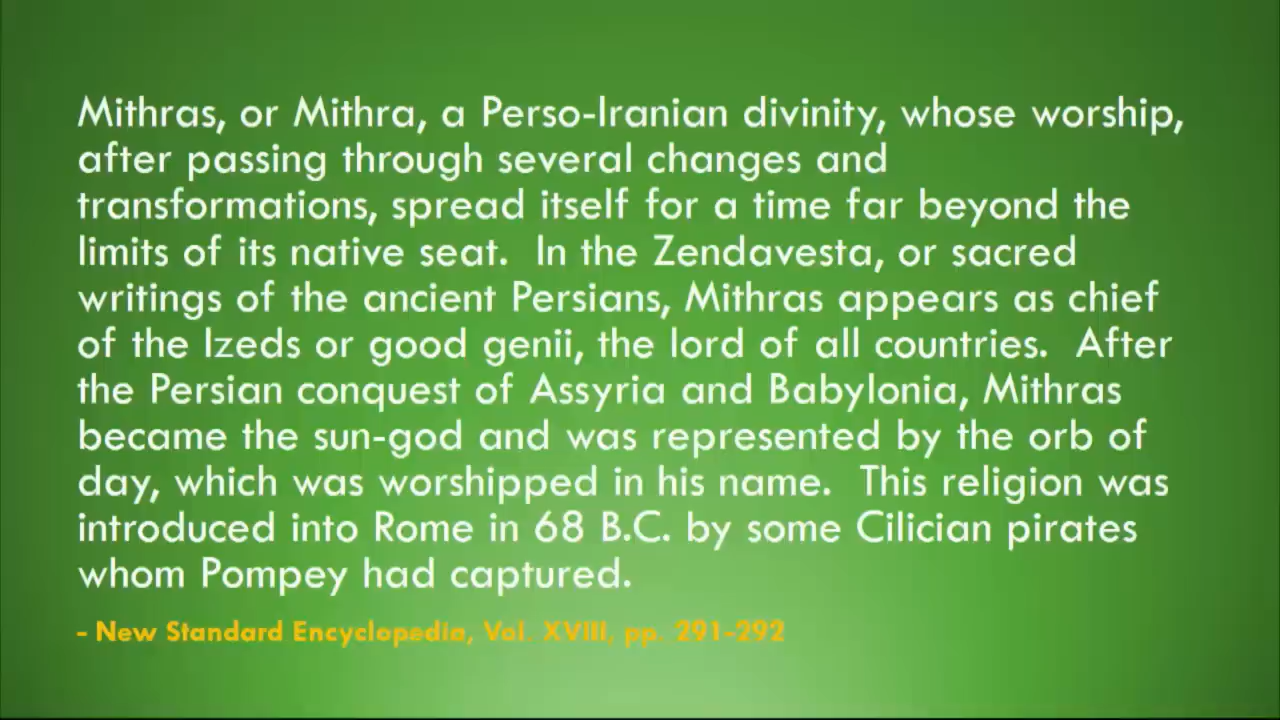 Mithras, or Mithra, a Perso-Iranian divinity, whose worship,
after passing through several changes and
transformations, spread itself for a time far beyond the
limits of its native seat.  In the Zendavesta, or sacred
writings of the ancient Persians, Mithras appears as chief
of the Izeds or good genii, the lord of all countries.  After
the Persian conquest of Assyria and Babylonia, Mithras
became the sun-god and was represented by the orb of
day, which was worshipped in his name.  This religion was
introduced into Rome in 68 B.C. by some Cilician pirates
whom Pompey had captured.
- New Standard Encyclopedia, Vol. XVIII, pp. 291-292